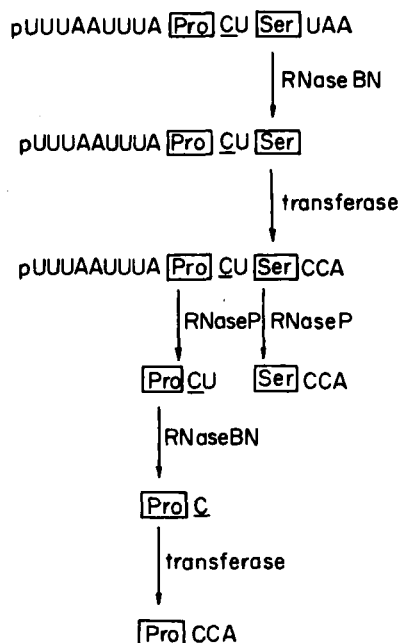 pUUUAAUUUA Pro CU Ser UAA
RNase BN
pUUUAAUUUA Pro CU Ser
transferase
pUUUAAUUUA Pro CU Ser CCA
RNaseP RNaseP
Pro CU Ser CCA
RNaseBN
Pro C
transferase
Pro CCA